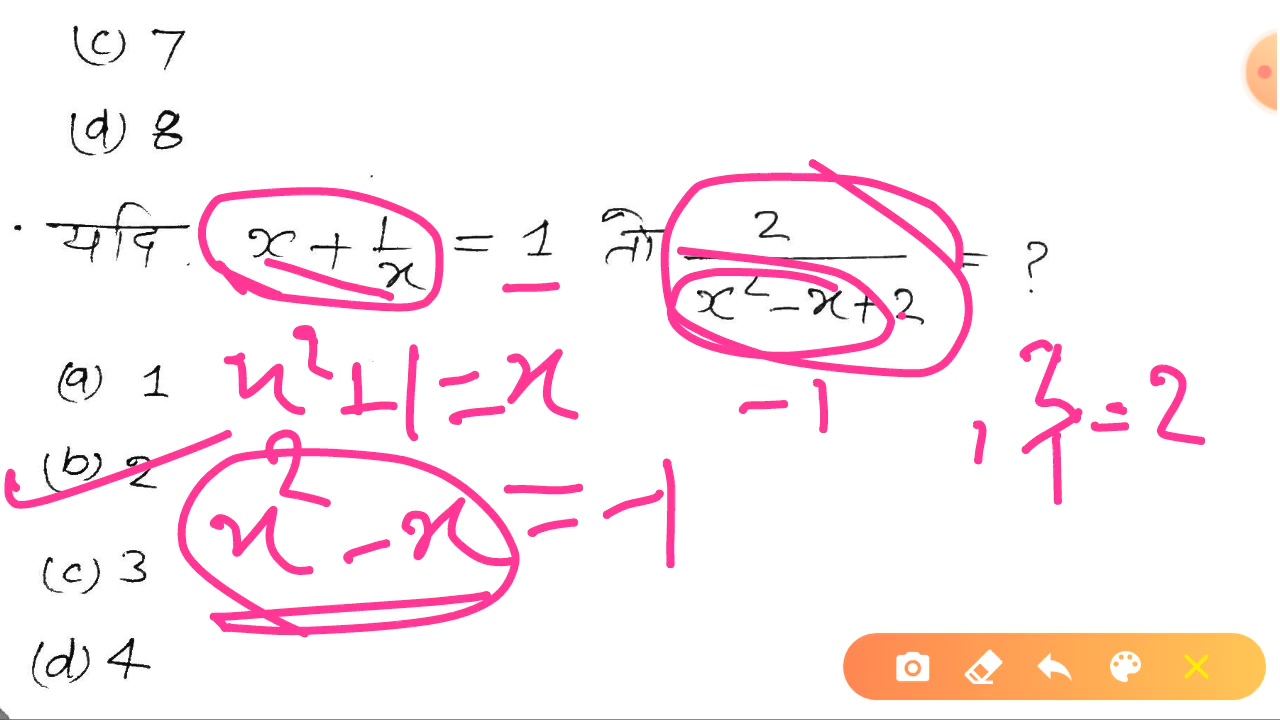 (c) 7
(d) 8
. यदि. x + 1/x = 1 तो 2/(x² - x + 2) = ?
(a) 1 x² + 1 = x
- 1 , 2/1 = 2
(b) 2
x² - x = - 1
(c) 3
(d) 4